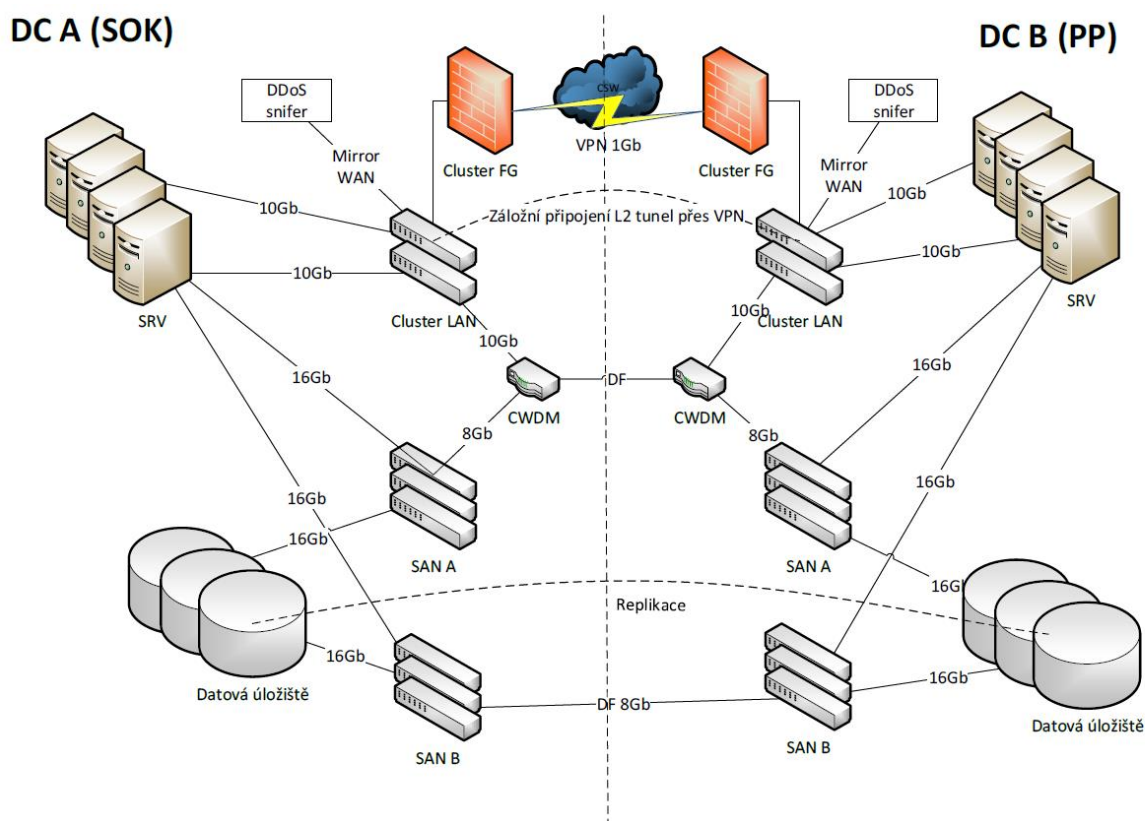 DC A (SOK)
DC B (PP)
DDoS
snifer
CSW
DDoS
snifer
VPN 1Gb
Cluster FG
Cluster FG
Mirror
WAN
Mirror
WAN
10Gb
10Gb
Záložní připojení L2 tunel přes VPN
10Gb
10Gb
SRV
SRV
Cluster LAN
Cluster LAN
10Gb
10Gb
DF
CWDM
CWDM
16Gb
16Gb
8Gb
8Gb
16Gb
16Gb
16Gb
SAN A
SAN A
16Gb
Replikace
16Gb
16Gb
Datová úložiště
DF 8Gb
Datová úložiště
SAN B
SAN B